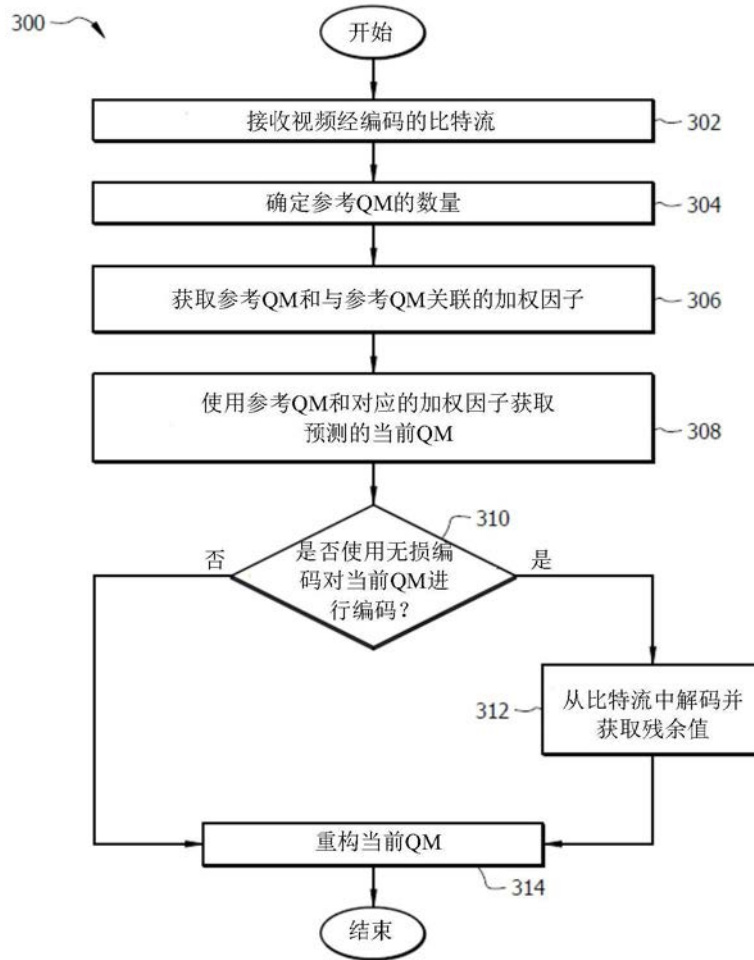 300
开始
接收视频经编码的比特流
302
确定参考QM的数量
304
获取参考QM和与参考QM关联的加权因子
306
使用参考QM和对应的加权因子获取
预测的当前QM
308
310
否
是否使用无损编
码对当前QM进
行编码？
是
312
从比特流中解码并
获取残余值
重构当前QM
314
结束